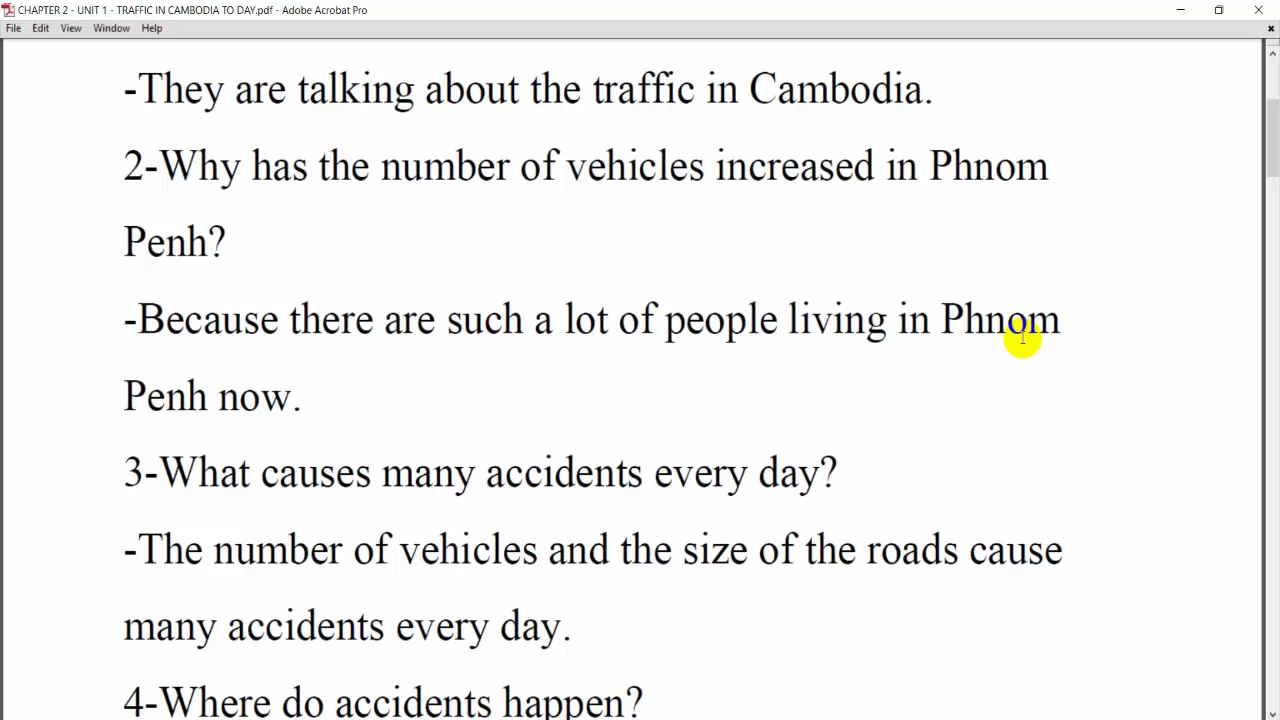 CHAPTER 2 - UNIT 1 - TRAFFIC IN CAMBODIA TO DAY.pdf - Adobe Acrobat Pro
File Edit View Window Help
-They are talking about the traffic in Cambodia.
2-Why has the number of vehicles increased in Phnom
Penh?
-Because there are such a lot of people living in Phnom
Penh now.
3-What causes many accidents every day?
-The number of vehicles and the size of the roads cause
many accidents every day.
4-Where do accidents happen?